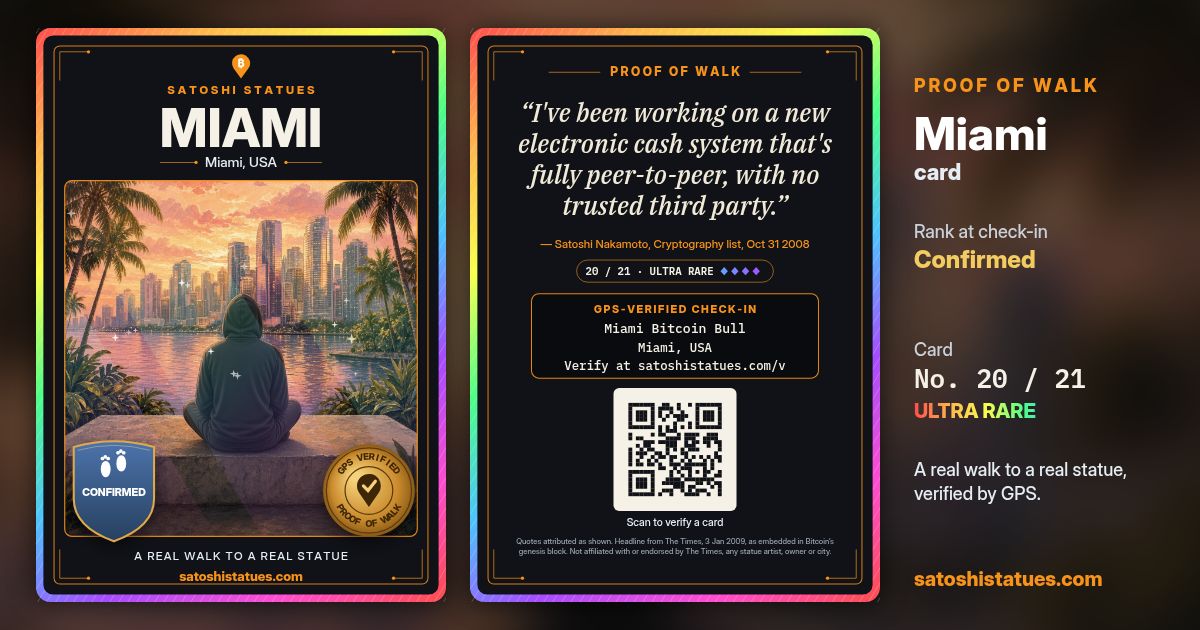 SATOSHI STATUES
MIAMI
Miami, USA
CONFIRMED
GPS VERIFIED
PROOF OF WALK
A REAL WALK TO A REAL STATUE
satoshistatues.com
PROOF OF WALK
“I've been working on a new
electronic cash system that's
fully peer-to-peer, with no
trusted third party.”
— Satoshi Nakamoto, Cryptography list, Oct 31 2008
20 / 21 · ULTRA RARE
GPS-VERIFIED CHECK-IN
Miami Bitcoin Bull
Miami, USA
Verify at satoshistatues.com/v
Scan to verify a card
Quotes attributed as shown. Headline from The Times, 3 Jan 2009, as embedded in Bitcoin's
genesis block. Not affiliated with or endorsed by The Times, any statue artist, owner or city.
PROOF OF WALK
Miami
card
Rank at check-in
Confirmed
Card
No. 20 / 21
ULTRA RARE
A real walk to a real statue,
verified by GPS.
satoshistatues.com